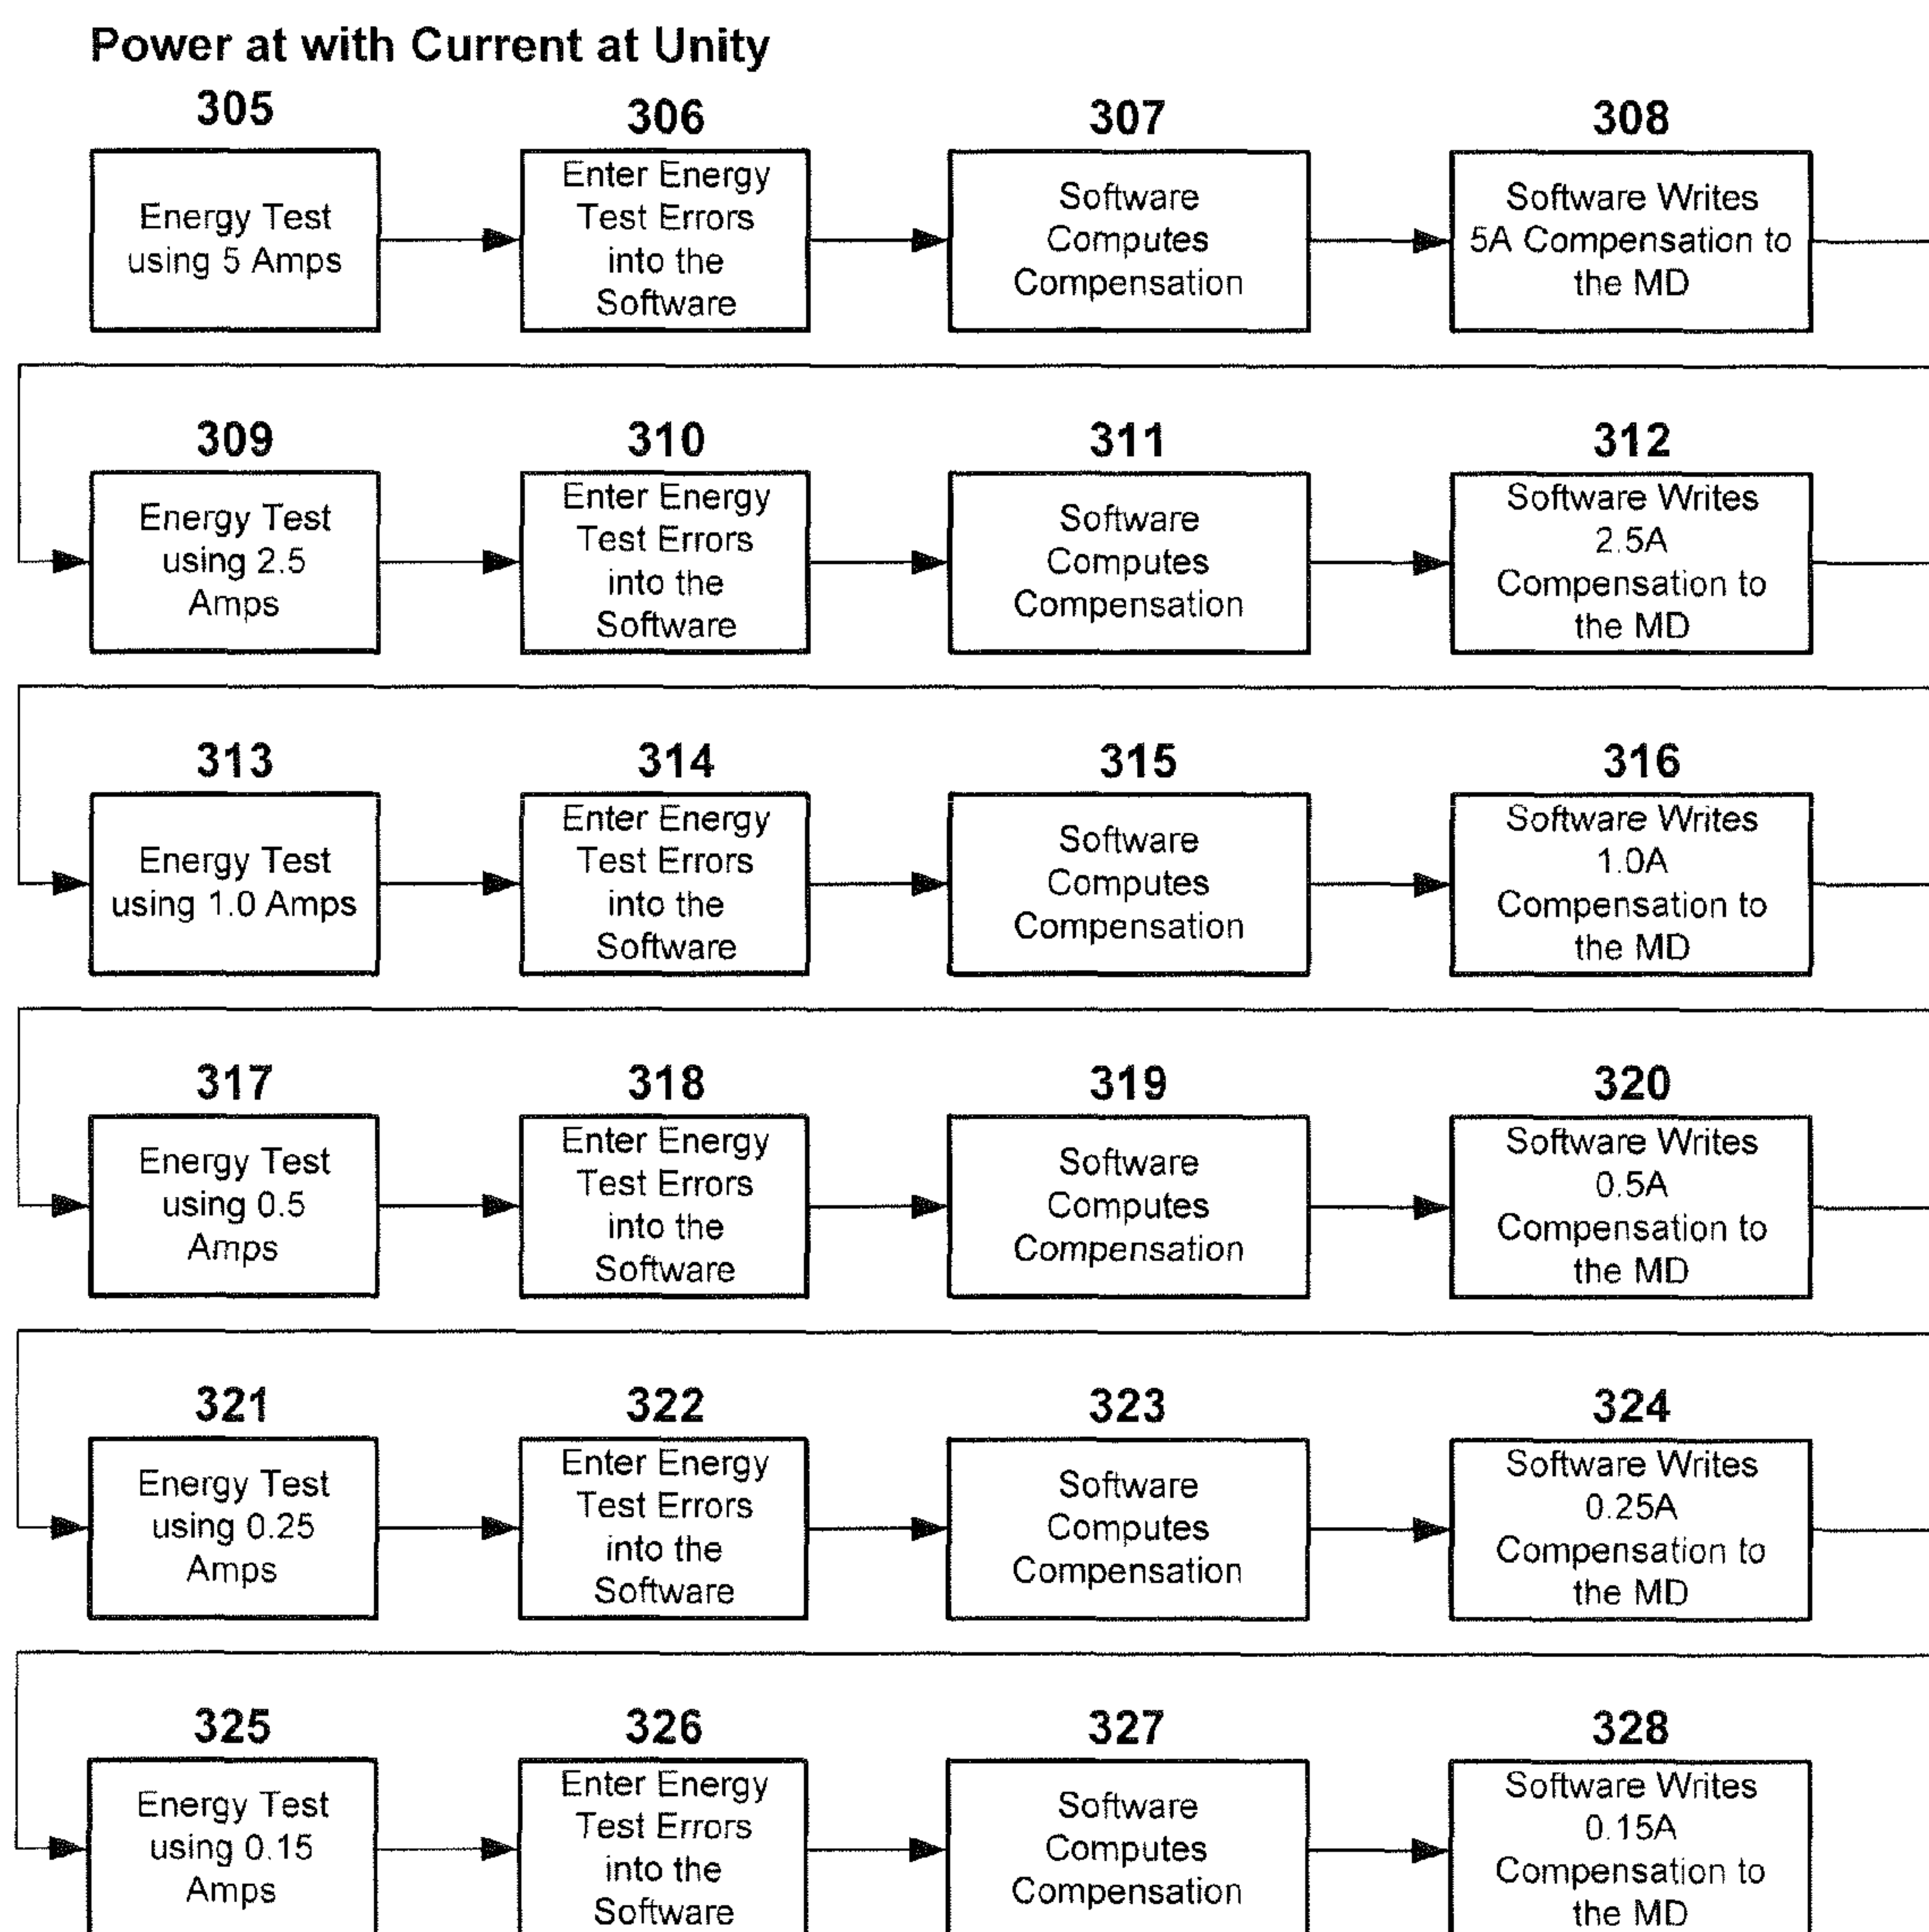 Power at with Current at Unity
305
306
307
308
Energy Test
using 5 Amps
Enter Energy
Test Errors
into the
Software
Software
Computes
Compensation
Software Writes
5A Compensation to
the MD
309
310
311
312
Energy Test
using 2.5
Amps
Enter Energy
Test Errors
into the
Software
Software
Computes
Compensation
Software Writes
2.5A
Compensation to
the MD
313
314
315
316
Energy Test
using 1.0 Amps
Enter Energy
Test Errors
into the
Software
Software
Computes
Compensation
Software Writes
1.0A
Compensation to
the MD
317
318
319
320
Energy Test
using 0.5
Amps
Enter Energy
Test Errors
into the
Software
Software
Computes
Compensation
Software Writes
0.5A
Compensation to
the MD
321
322
323
324
Energy Test
using 0.25
Amps
Enter Energy
Test Errors
into the
Software
Software
Computes
Compensation
Software Writes
0.25A
Compensation to
the MD
325
326
327
328
Energy Test
using 0.15
Amps
Enter Energy
Test Errors
into the
Software
Software
Computes
Compensation
Software Writes
0.15A
Compensation to
the MD